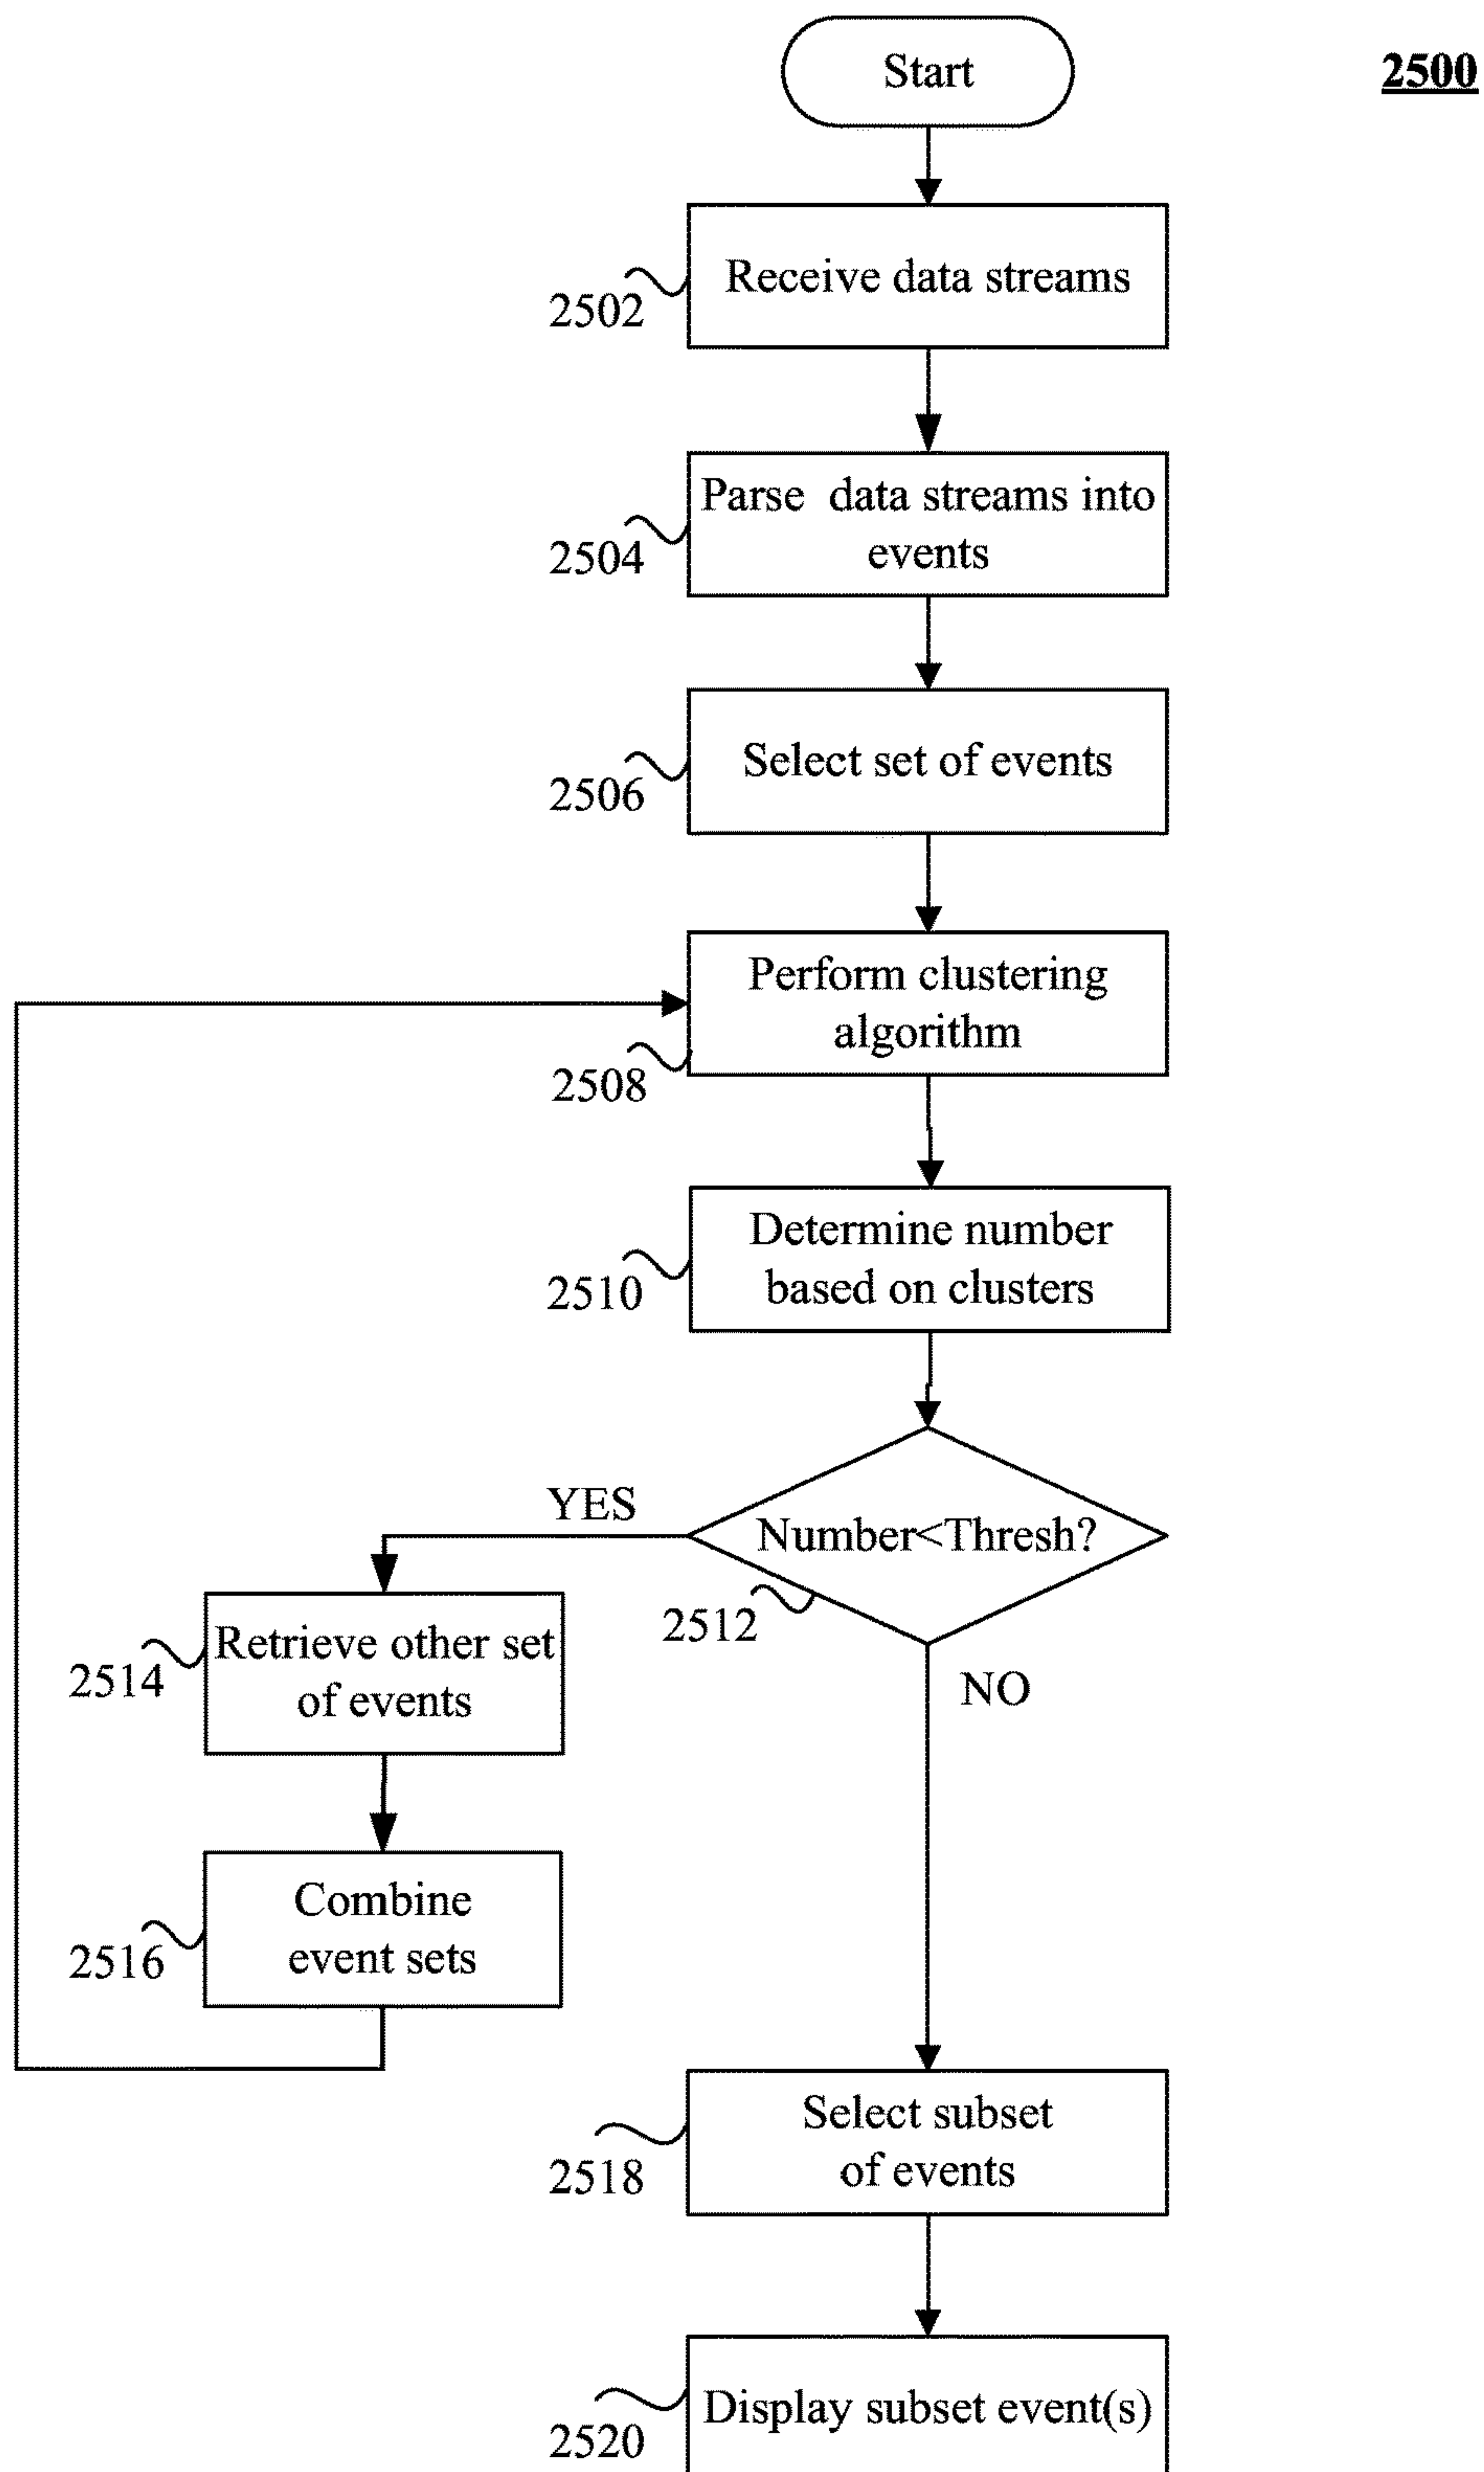 Start
2500
Receive data streams
2502
Parse data streams into
events
2504
Select set of events
2506
Perform clustering
algorithm
2508
Determine number
based on clusters
2510
YES
Number<Thresh?
2512
NO
Retrieve other set
of events
2514
Combine
event sets
2516
Select subset
of events
2518
Display subset event(s)
2520